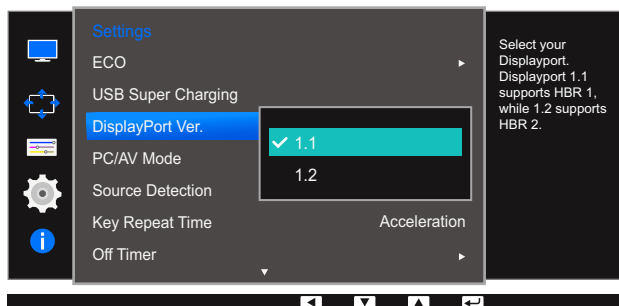 Settings
ECO
USB Super Charging
DisplayPort Ver.
PC/AV Mode
Source Detection
Key Repeat Time
Acceleration
Off Timer
1.1
1.2
Select your
Displayport.
Displayport 1.1
supports HBR 1,
while 1.2 supports
HBR 2.